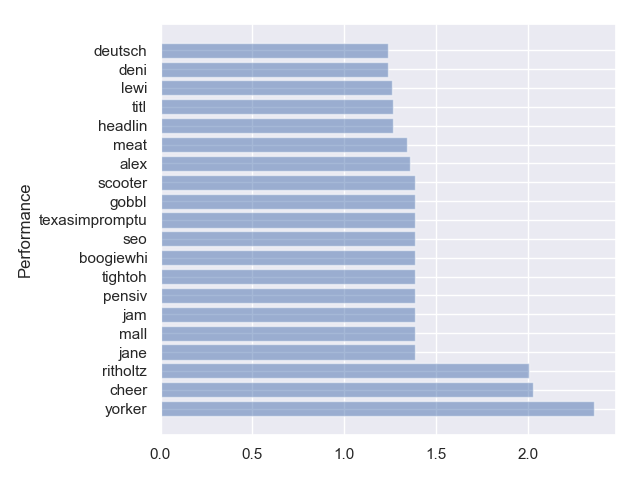 deutsch
deni
lewi
titl
headlin
meat
alex
scooter
gobbl
texasimpromptu
seo
boogiewhi
tightoh
pensiv
jam
mall
jane
ritholtz
cheer
yorker
Performance
0.0 0.5 1.0 1.5 2.0